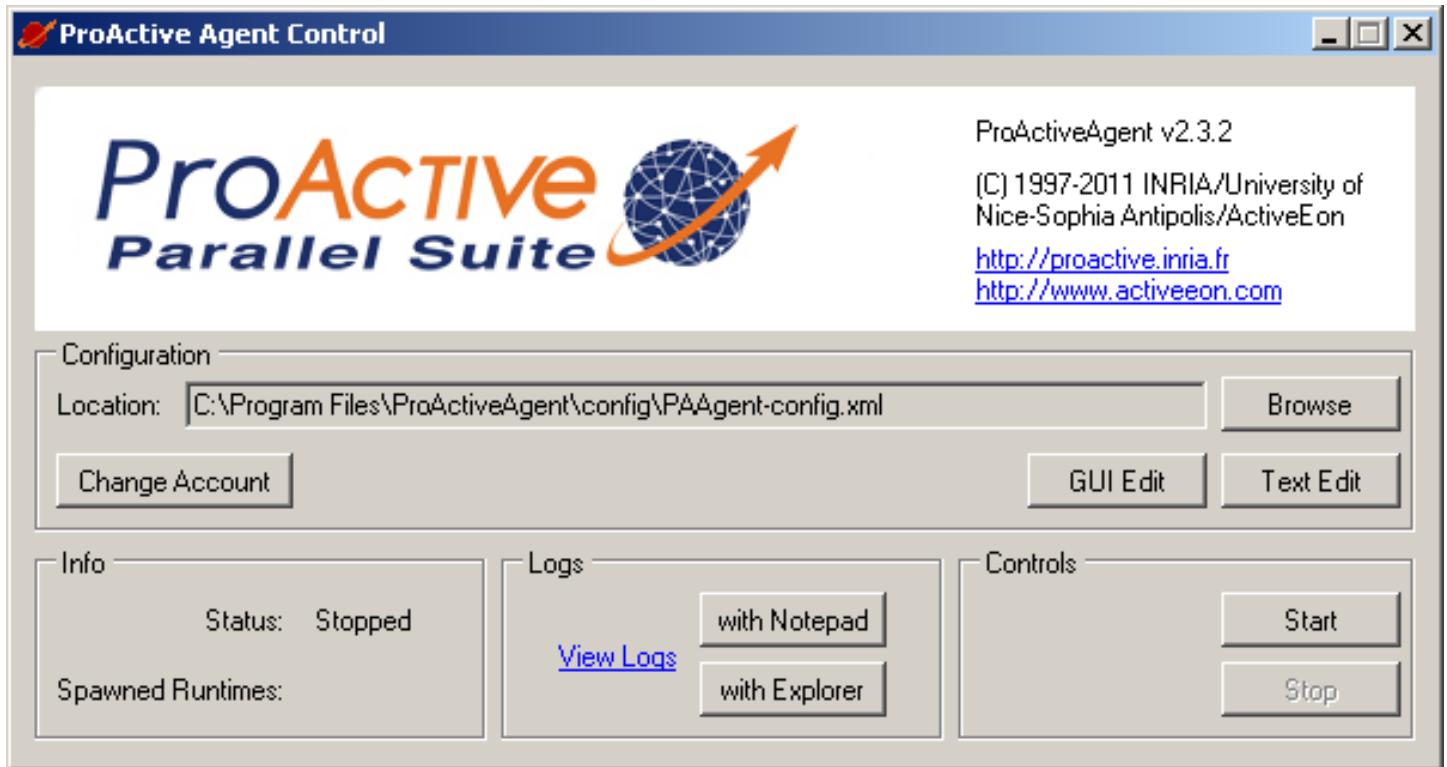 ProActive Agent Control
ProActive
Parallel Suite
ProActiveAgent v2.3.2
(C) 1997-2011 INRIA/University of
Nice-Sophia Antipolis/ActiveEon
http://proactive.inria.fr
http://www.activeeon.com
Configuration
Location: C:\Program Files\ProActiveAgent\config\PAAgent-config.xml Browse
Change Account GUI Edit Text Edit
Info
Status: Stopped
Spawned Runtimes:
Logs
View Logs
with Notepad
with Explorer
Controls
Start
Stop